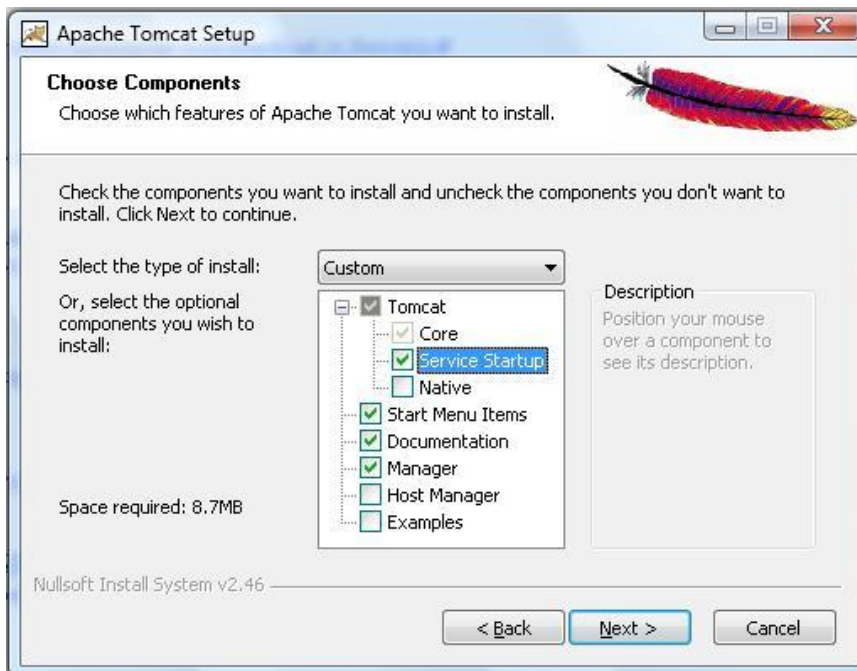 Apache Tomcat Setup
Choose Components
Choose which features of Apache Tomcat you want to install.
Check the components you want to install and uncheck the components you don't want to
install. Click Next to continue.
Select the type of install:
Custom
Or, select the optional
components you wish to
install:
Tomcat
Core
Service Startup
Native
Start Menu Items
Documentation
Manager
Host Manager
Examples
Description
Position your mouse
over a component to
see its description.
Space required: 8.7MB
Nullsoft Install System v2.46
< Back
Next >
Cancel